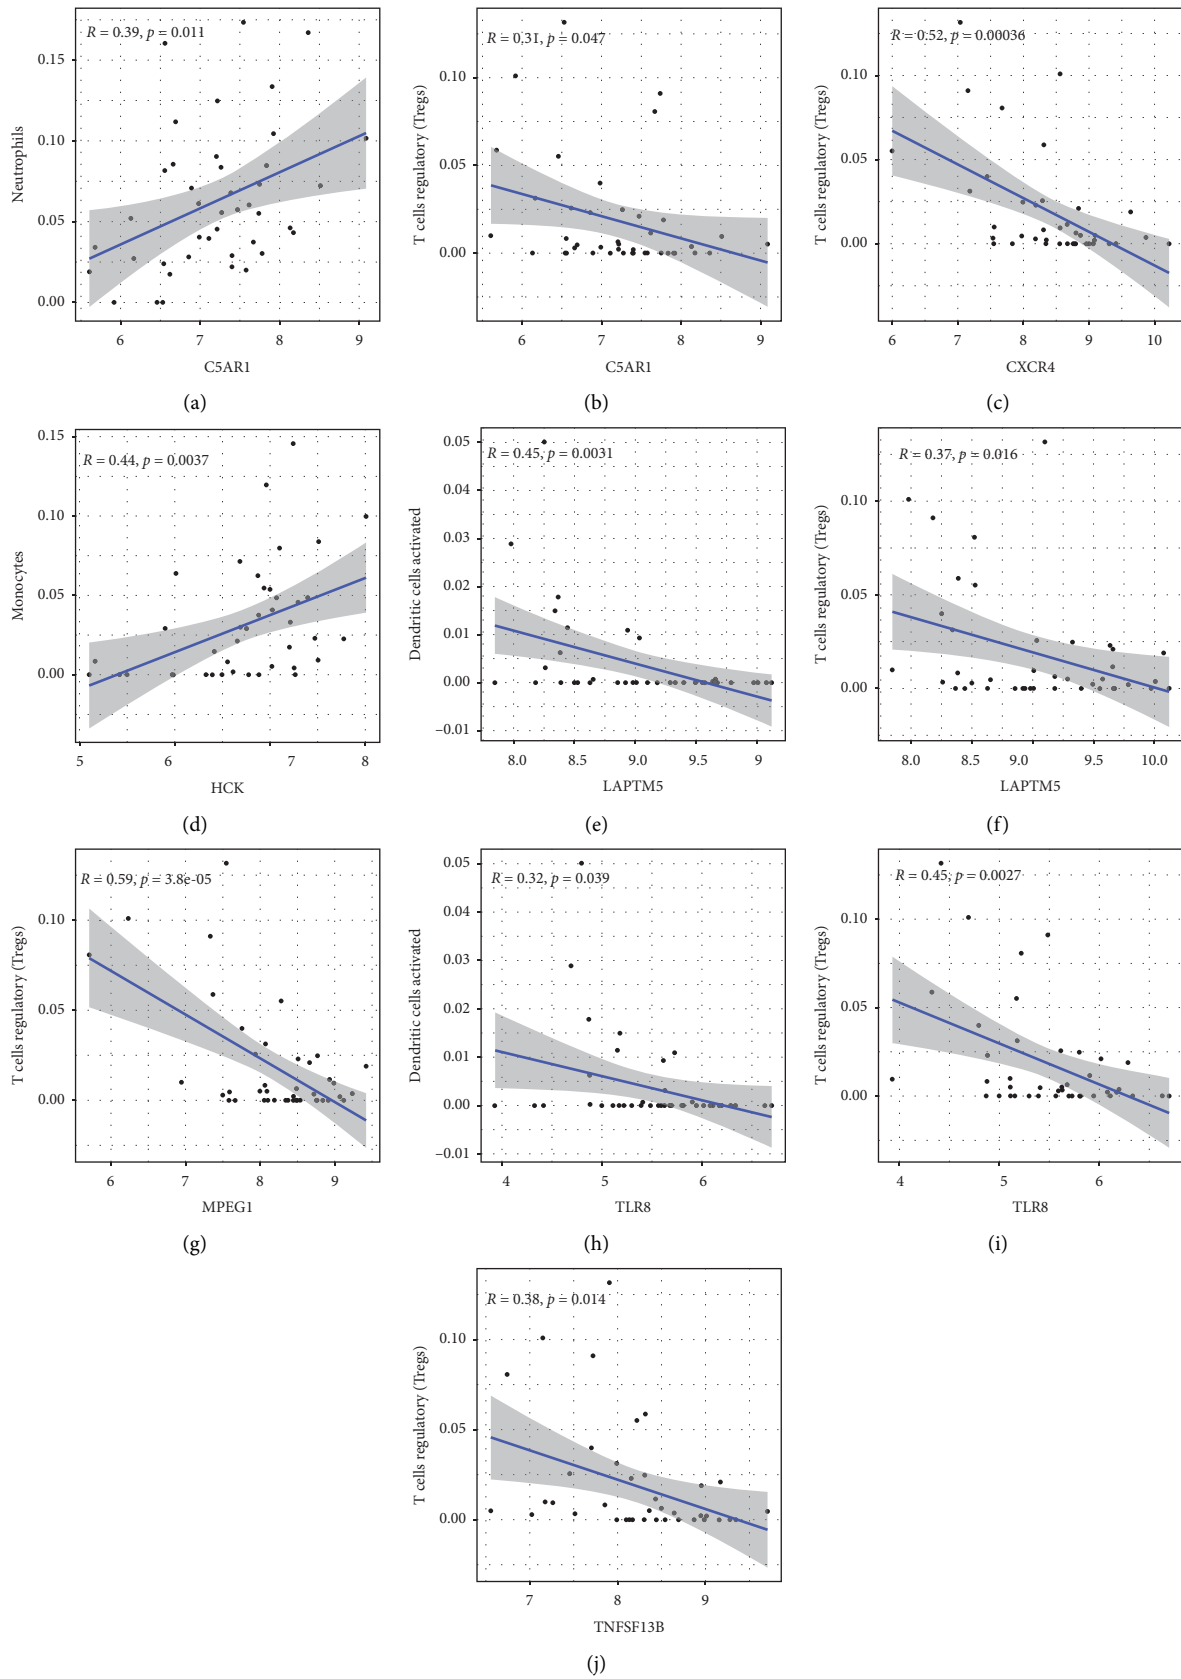 R = 0.39, p = 0.011
Neutrophils
0.15
0.10
0.05
0.00
6 7 8 9
C5AR1
(a)
R = 0.31, p = 0.047
T cells regulatory (Tregs)
0.10
0.05
0.00
6 7 8 9
C5AR1
(b)
R = 0.52, p = 0.00036
T cells regulatory (Tregs)
0.10
0.05
0.00
6 7 8 9 10
CXCR4
(c)
R = 0.44, p = 0.0037
Monocytes
0.15
0.10
0.05
0.00
5 6 7 8
HCK
(d)
R = 0.45, p = 0.0031
Dendritic cells activated
0.05
0.04
0.03
0.02
0.01
0.00
−0.01
8.0 8.5 9.0 9.5 9
LAPTM5
(e)
R = 0.37, p = 0.016
T cells regulatory (Tregs)
0.10
0.05
0.00
8.0 8.5 9.0 9.5 10.0
LAPTM5
(f)
R = 0.59, p = 3.8e-05
T cells regulatory (Tregs)
0.10
0.05
0.00
6 7 8 9
MPEG1
(g)
R = 0.32, p = 0.039
Dendritic cells activated
0.05
0.04
0.03
0.02
0.01
0.00
−0.01
4 5 6
TLR8
(h)
R = 0.45, p = 0.0027
T cells regulatory (Tregs)
0.10
0.05
0.00
4 5 6
TLR8
(i)
R = 0.38, p = 0.014
T cells regulatory (Tregs)
0.10
0.05
0.00
7 8 9
TNFSF13B
(j)